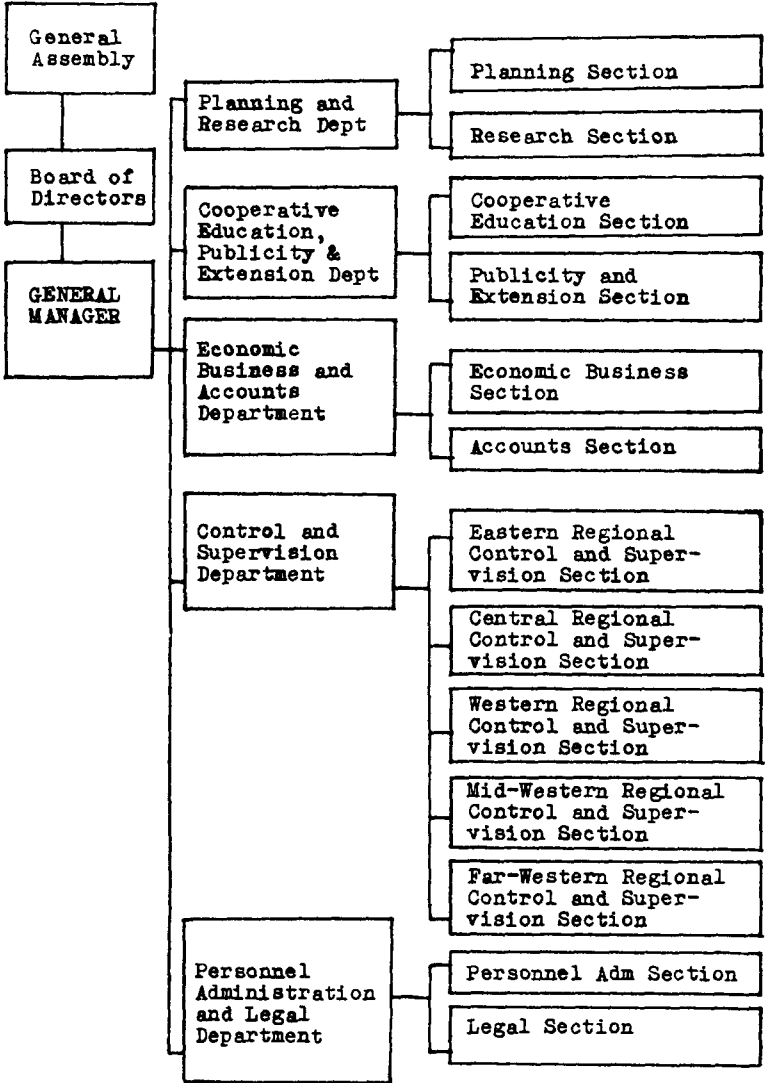 General
Assembly
Board of
Directors
GENERAL
MANAGER
Planning and
Research Dept
Planning Section
Research Section
Cooperative
Education,
Publicity &
Extension Dept
Cooperative
Education Section
Publicity and
Extension Section
Economic
Business and
Accounts
Department
Economic Business
Section
Accounts Section
Control and
Supervision
Department
Eastern Regional
Control and Super-
vision Section
Central Regional
Control and Super-
vision Section
Western Regional
Control and Super-
vision Section
Mid-Western Regional
Control and Super-
vision Section
Far-Western Regional
Control and Super-
vision Section
Personnel
Administration
and Legal
Department
Personnel Adm Section
Legal Section